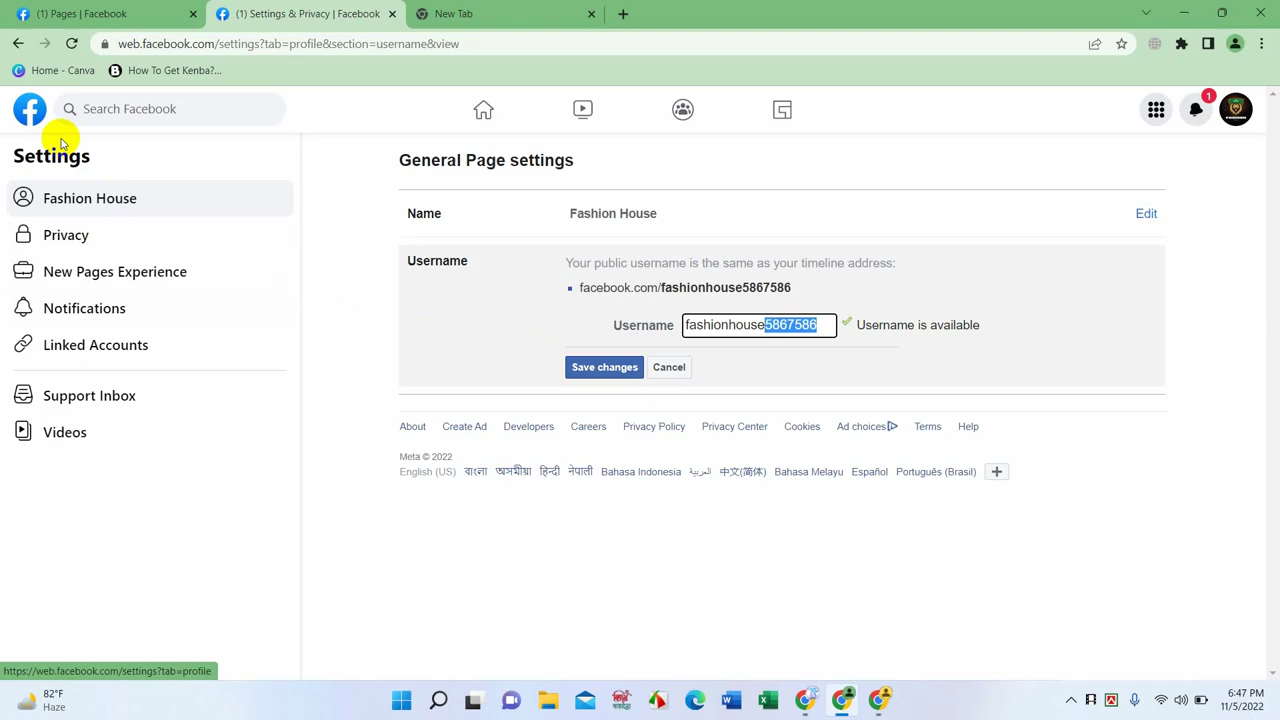 (1) Pages | Facebook
(1) Settings & Privacy | Facebook
New Tab
web.facebook.com/settings?tab=profile&section=username&view
Home - Canva
How To Get Kenba?...
Search Facebook
1
Settings
Fashion House
Privacy
New Pages Experience
Notifications
Linked Accounts
Support Inbox
Videos
General Page settings
Name
Fashion House
Edit
Username
Your public username is the same as your timeline address:
facebook.com/fashionhouse5867586
Username fashionhouse5867586 Username is available
Save changes
Cancel
About Create Ad Developers Careers Privacy Policy Privacy Center Cookies Ad choices Terms Help
Meta © 2022
English (US) বাংলা অসমীয়া हिन्दी नेपाली Bahasa Indonesia العربية 中文(简体) Bahasa Melayu Español Português (Brasil)
https://web.facebook.com/settings?tab=profile
82°F
Haze
6:47 PM
11/5/2022